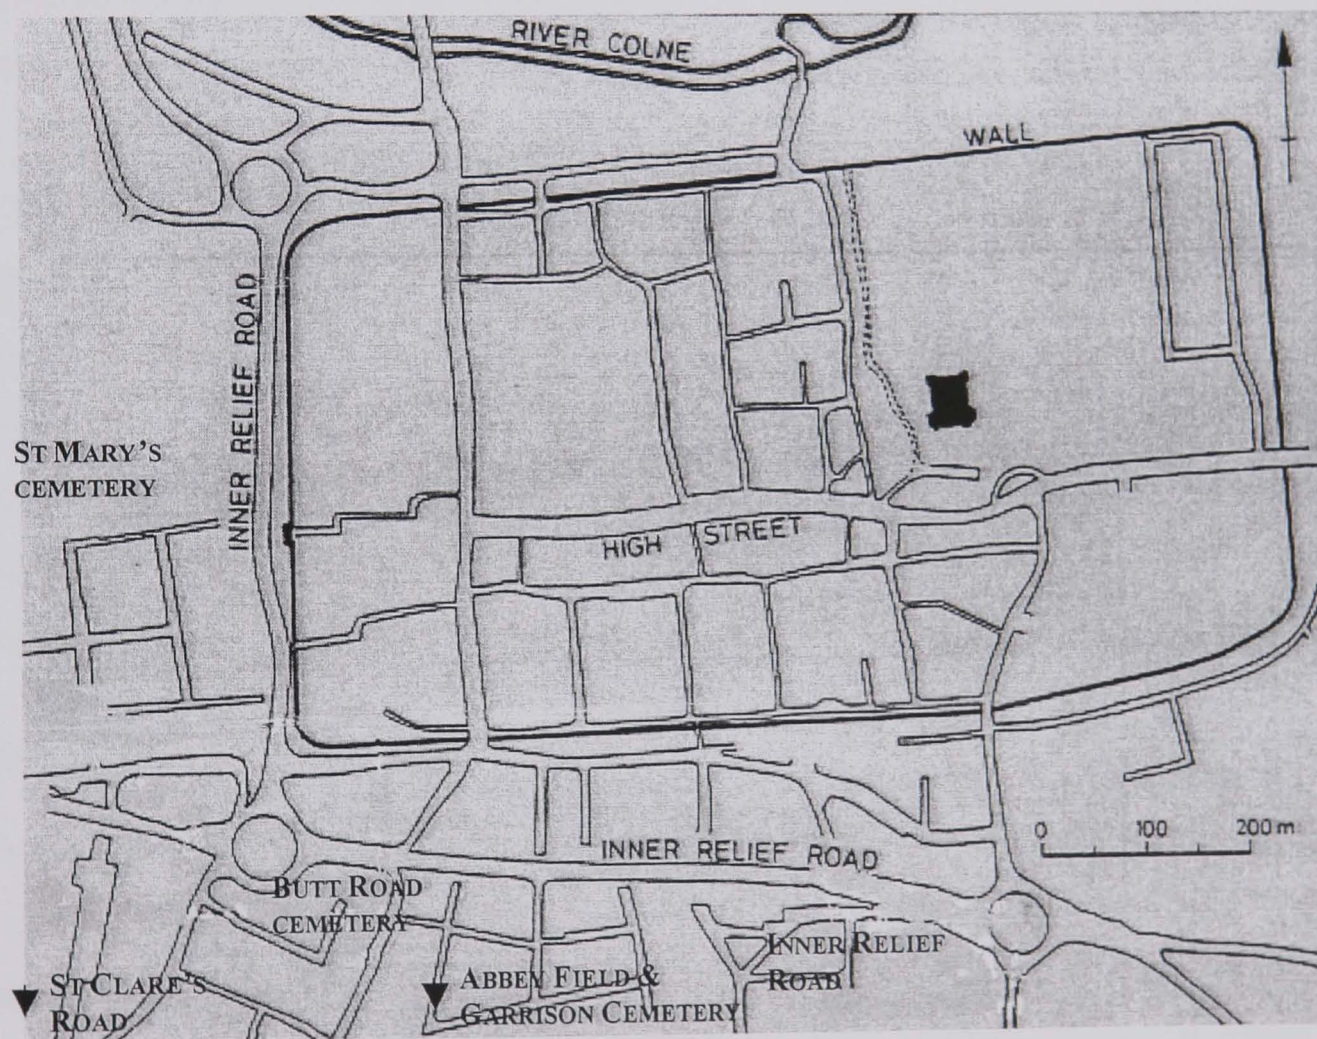 RIVER COLNE
WALL
INNER RELIEF ROAD
ST MARY'S
CEMETERY
HIGH STREET
0 100 200 m
INNER RELIEF ROAD
BUTT ROAD
CEMETERY
INNER RELIEF
ROAD
ST CLARE'S
ROAD
ABBEY FIELD &
GARRISON CEMETERY